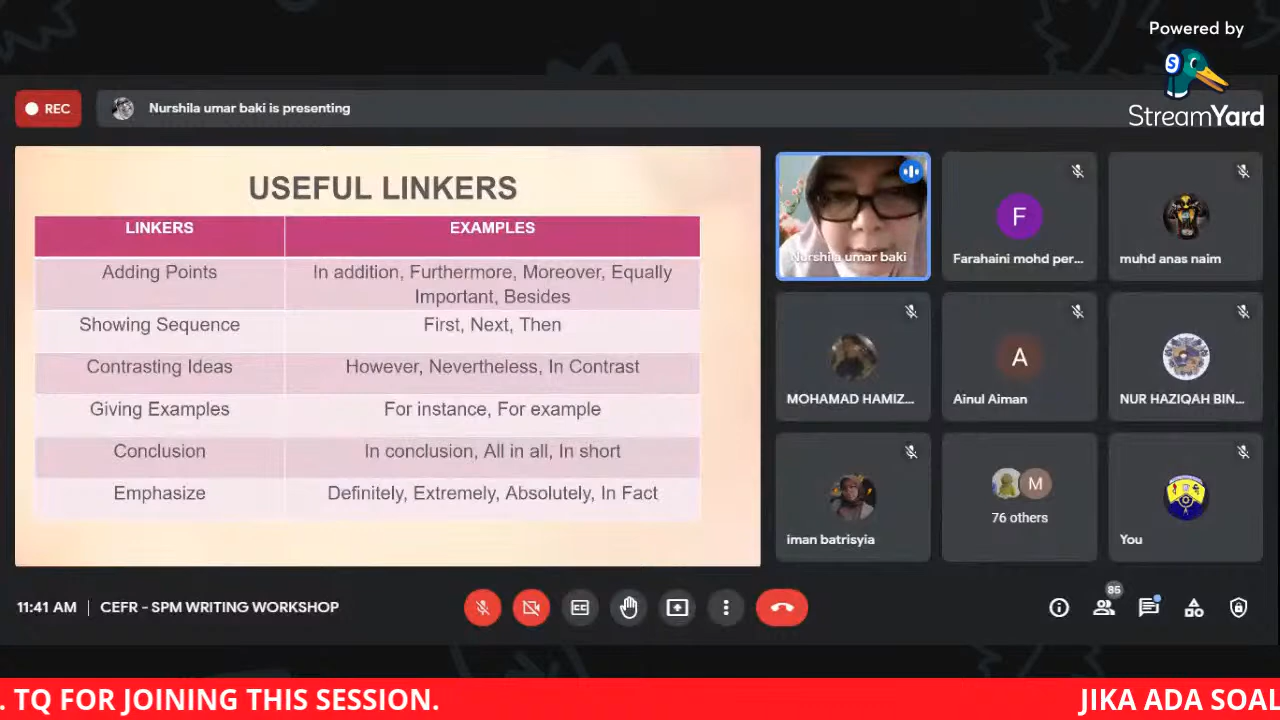 Powered by
StreamYard
REC
Nurshila umar baki is presenting
USEFUL LINKERS
LINKERS EXAMPLES
Adding Points In addition, Furthermore, Moreover, Equally
Important, Besides
Showing Sequence First, Next, Then
Contrasting Ideas However, Nevertheless, In Contrast
Giving Examples For instance, For example
Conclusion In conclusion, All in all, In short
Emphasize Definitely, Extremely, Absolutely, In Fact
Nurshila umar baki
F
Farahaini mohd per...
muhd anas naim
MOHAMAD HAMIZ...
A
Ainul Aiman
NUR HAZIQAH BIN...
iman batrisyia
M
76 others
You
11:41 AM | CEFR - SPM WRITING WORKSHOP
85
. TQ FOR JOINING THIS SESSION. JIKA ADA SOAL